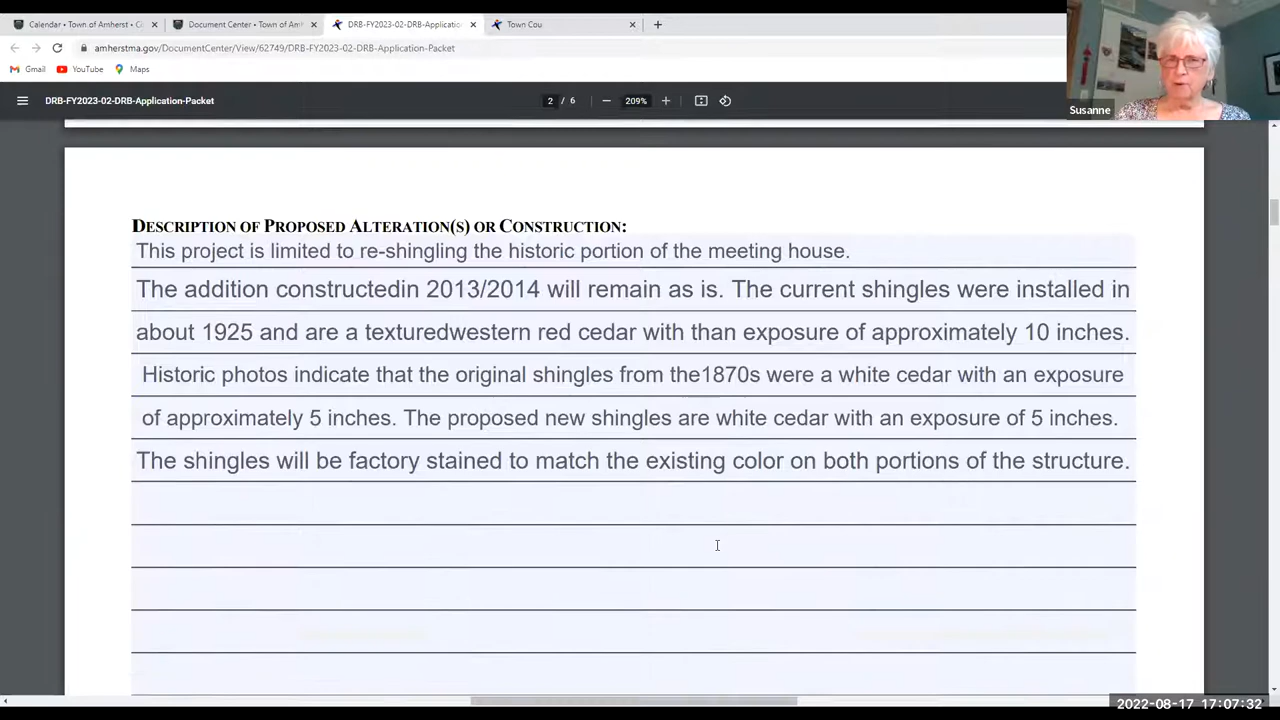 Calendar • Town of Amherst • Ci
Document Center • Town of Am
DRB-FY2023-02-DRB-Applicatio
Town Cou
amherstma.gov/DocumentCenter/View/62749/DRB-FY2023-02-DRB-Application-Packet
Gmail
YouTube
Maps
DRB-FY2023-02-DRB-Application-Packet
2 / 6
209%
Susanne
DESCRIPTION OF PROPOSED ALTERATION(S) OR CONSTRUCTION:
This project is limited to re-shingling the historic portion of the meeting house.
The addition constructedin 2013/2014 will remain as is. The current shingles were installed in
about 1925 and are a texturedwestern red cedar with than exposure of approximately 10 inches.
Historic photos indicate that the original shingles from the1870s were a white cedar with an exposure
of approximately 5 inches. The proposed new shingles are white cedar with an exposure of 5 inches.
The shingles will be factory stained to match the existing color on both portions of the structure.
2022-08-17 17:07:32